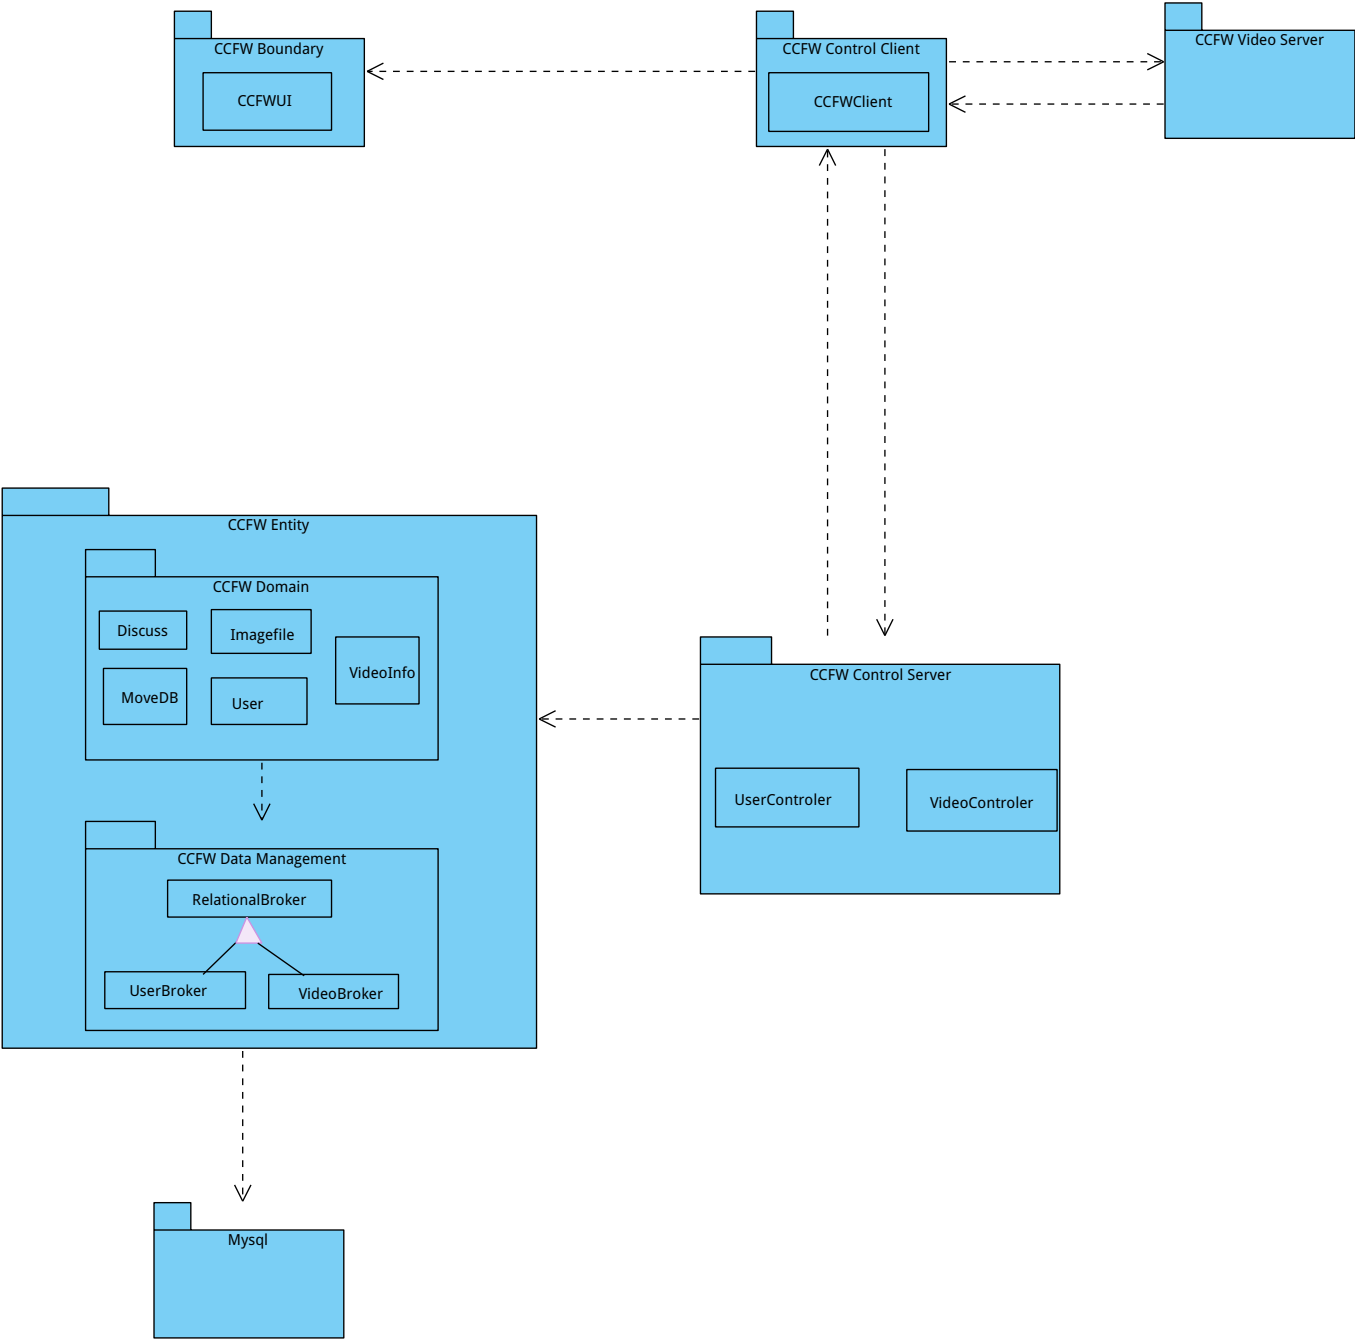 CCFW Boundary
CCFWUI
CCFW Control Client
CCFWClient
CCFW Video Server
CCFW Entity
CCFW Domain
Discuss
Imagefile
VideoInfo
MoveDB
User
CCFW Control Server
UserControler
VideoControler
CCFW Data Management
RelationalBroker
UserBroker
VideoBroker
Mysql